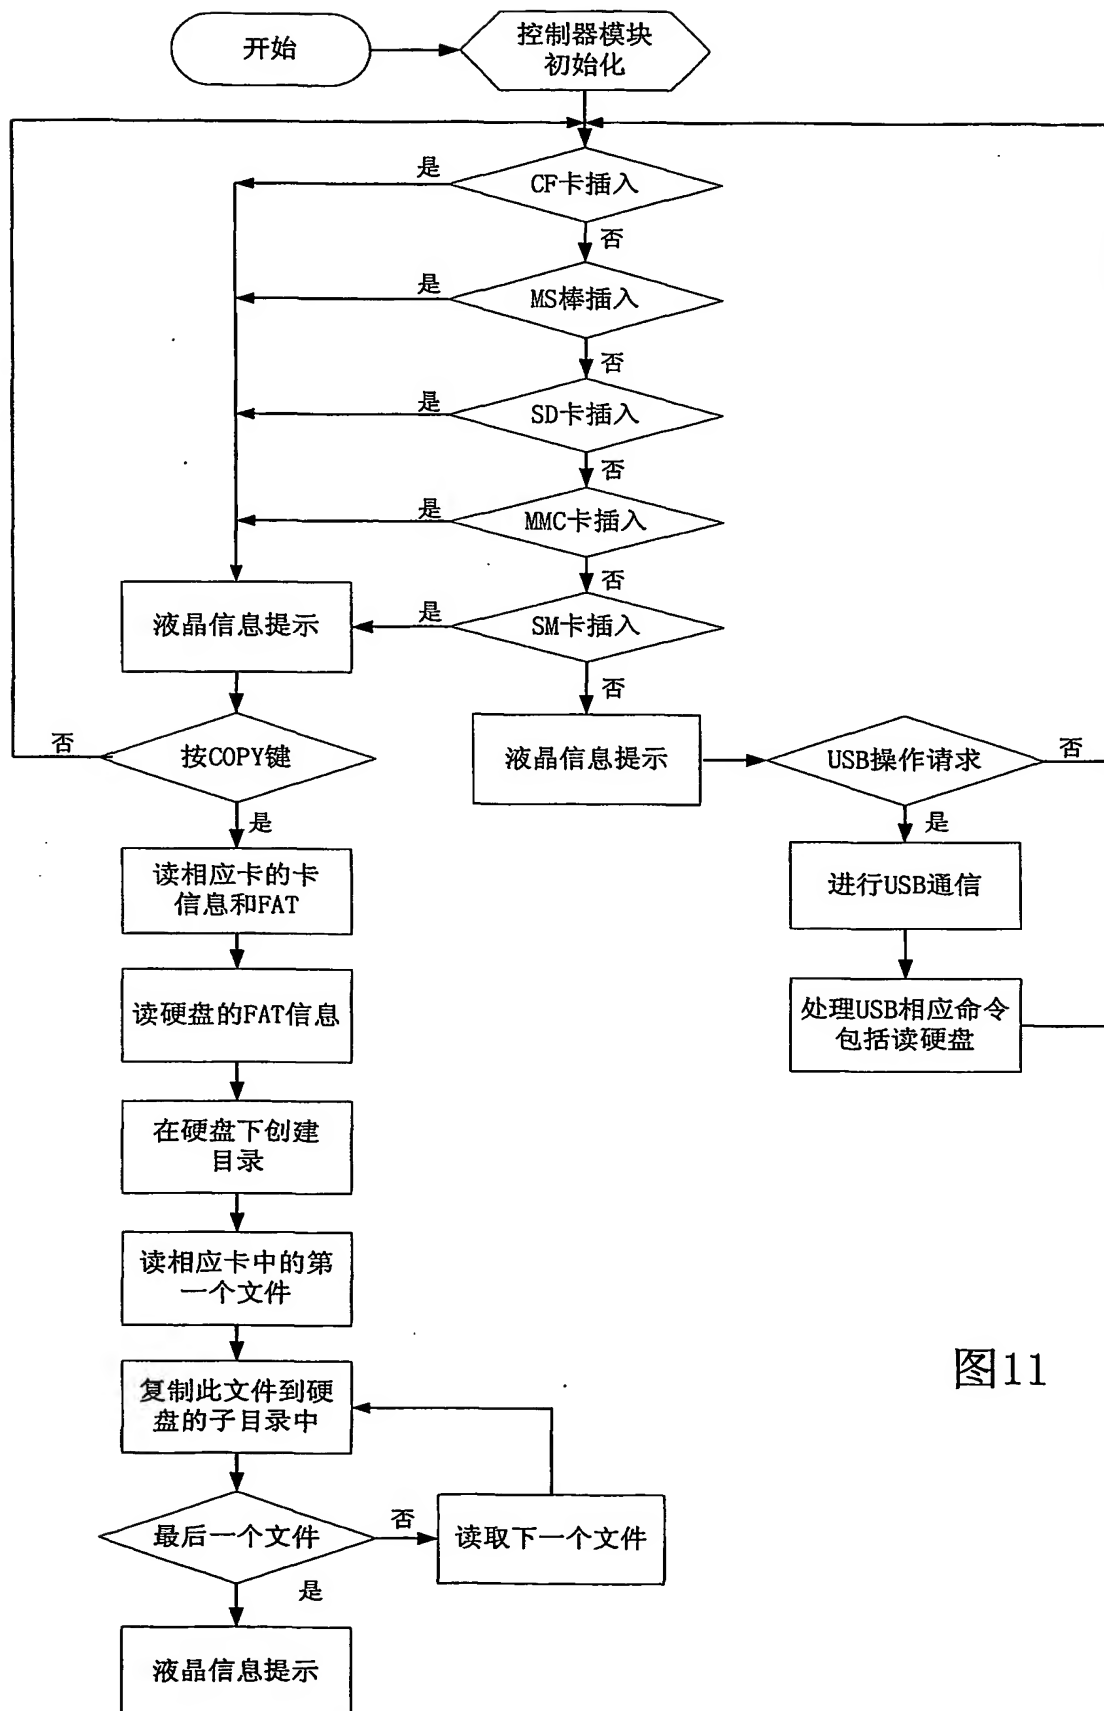 开始
控制器模块
初始化
是
CF卡插入
否
是
MS棒插入
否
是
SD卡插入
否
是
MMC卡插入
否
液晶信息提示
是
SM卡插入
否
否
按COPY键
液晶信息提示
USB操作请求
否
是
是
读相应卡的卡
信息和FAT
进行USB通信
读硬盘的FAT信息
处理USB相应命令
包括读硬盘
在硬盘下创建
目录
读相应卡中的第
一个文件
复制此文件到硬
盘的子目录中
图11
最后一个文件
否
读取下一个文件
是
液晶信息提示